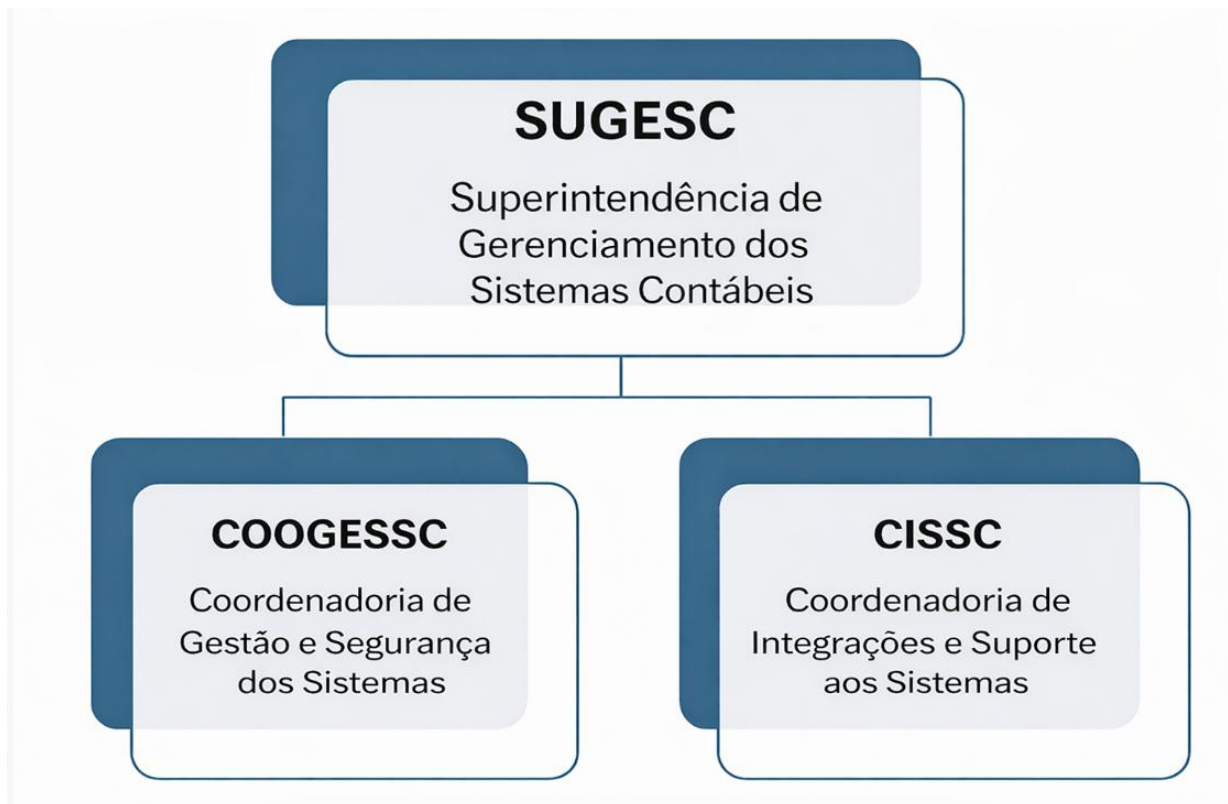 SUGESC
Superintendência de
Gerenciamento dos
Sistemas Contábeis
COOGESSC
Coordenadoria de
Gestão e Segurança
dos Sistemas
CISSC
Coordenadoria de
Integrações e Suporte
aos Sistemas